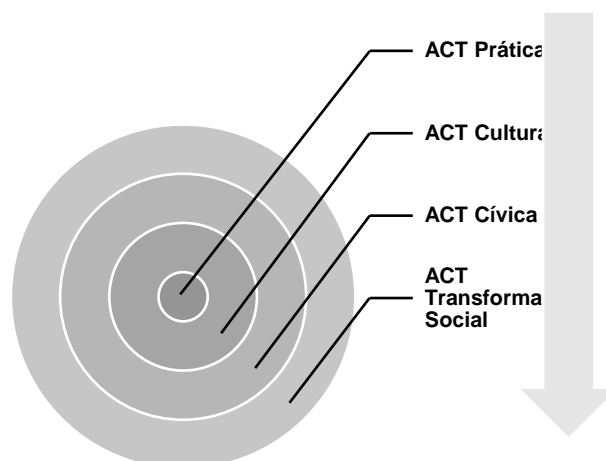 ACT Prática
ACT Cultura
ACT Cívica
ACT
Transforma
Social